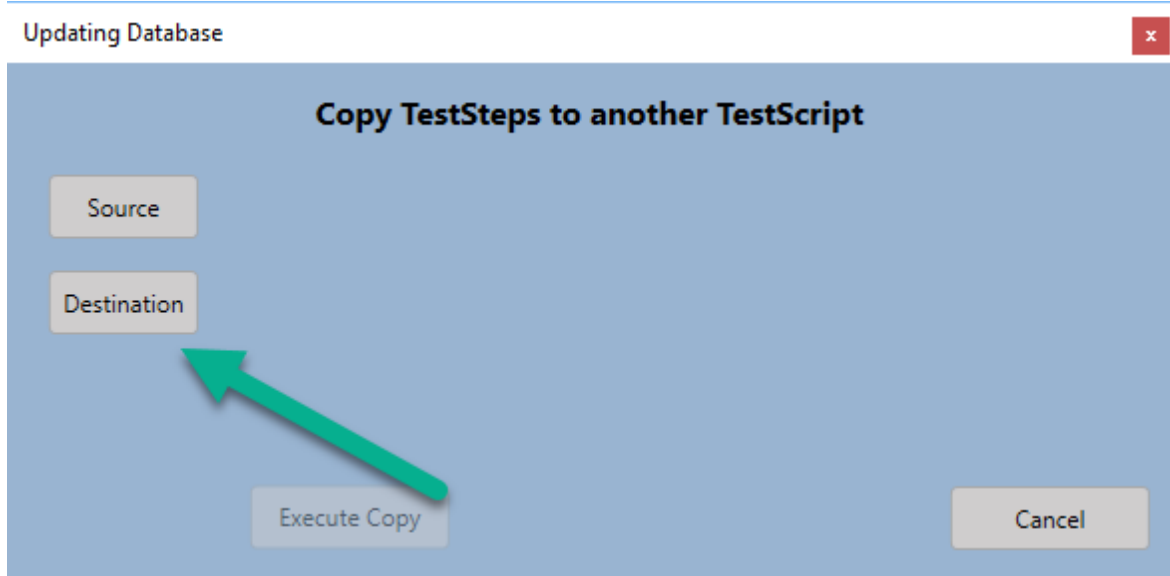 Updating Database
x
Copy TestSteps to another TestScript
Source
Destination
Execute Copy
Cancel